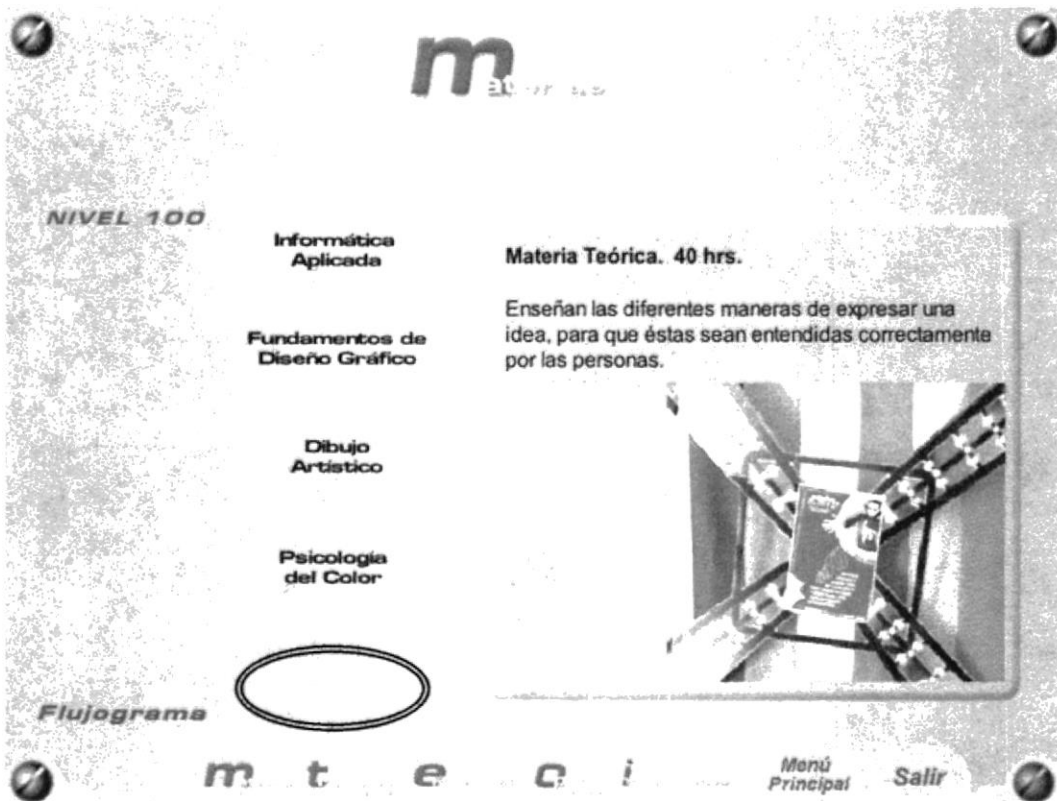 NIVEL 100
Informática
Aplicada
Fundamentos de
Diseño Gráfico
Dibujo
Artístico
Psicología
del Color
Flujograma
Materia Teórica. 40 hrs.
Enseñan las diferentes maneras de expresar una
idea, para que éstas sean entendidas correctamente
por las personas.
m t e
Menú
Principal
Salir